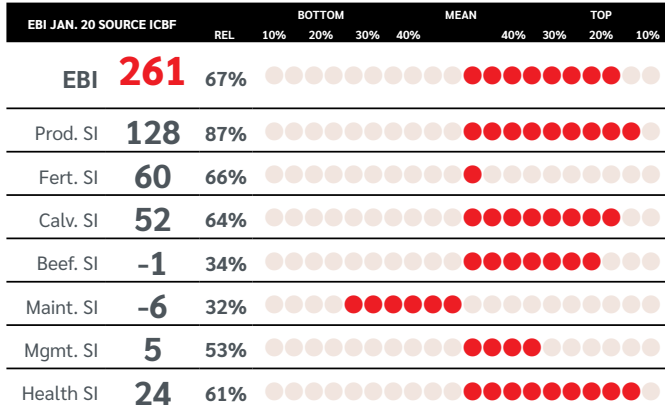 EBI JAN. 20 SOURCE ICBF BOTTOM MEAN TOP
REL 10% 20% 30% 40% 40% 30% 20% 10%
EBI 261 67%
Prod. SI 128 87%
Fert. SI 60 66%
Calv. SI 52 64%
Beef. SI -1 34%
Maint. SI -6 32%
Mgmt. SI 5 53%
Health SI 24 61%